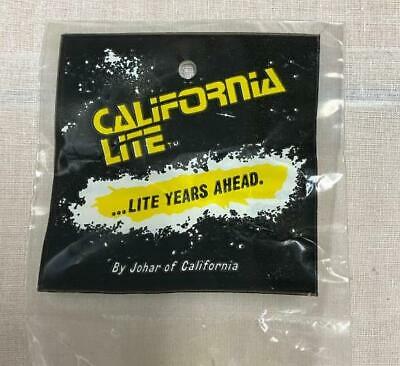 CALIFORNIA
LITE
...LITE YEARS AHEAD.
By Johar of California